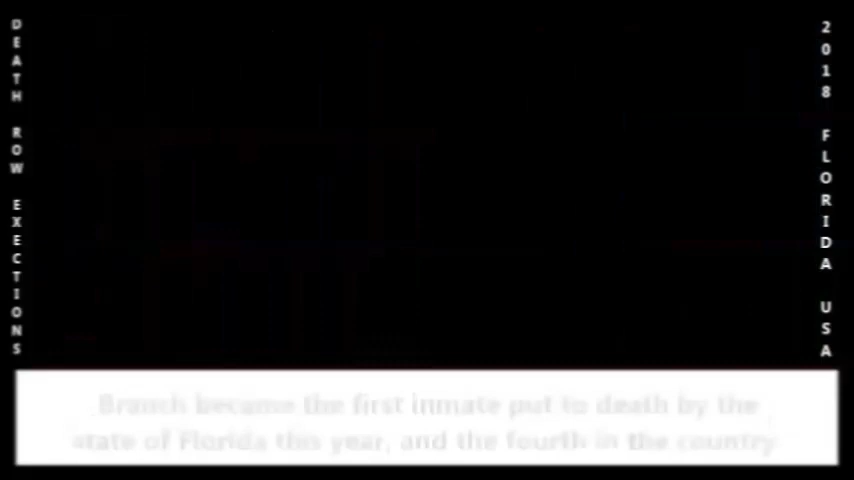 DEATH ROW EXECTIONS
2018 FLORIDA USA
Branch became the first inmate put to death by the
state of Florida this year, and the fourth in the country